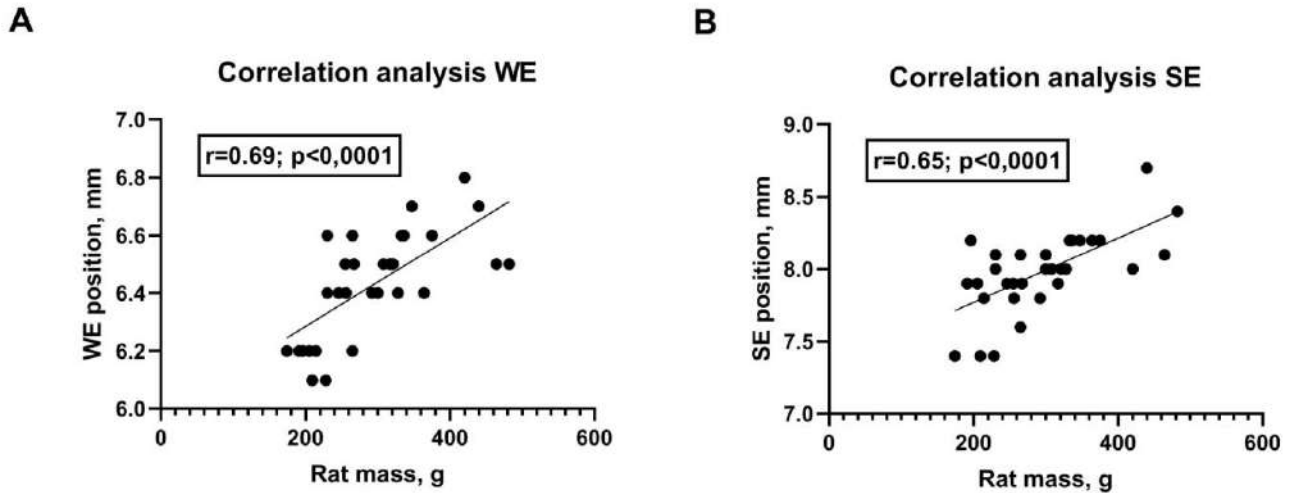 A
Correlation analysis WE
r=0.69; p<0,0001
WE position, mm
7.0
6.8
6.6
6.4
6.2
6.0
0
200
400
600
Rat mass, g
B
Correlation analysis SE
r=0.65; p<0,0001
SE position, mm
9.0
8.5
8.0
7.5
7.0
0
200
400
600
Rat mass, g